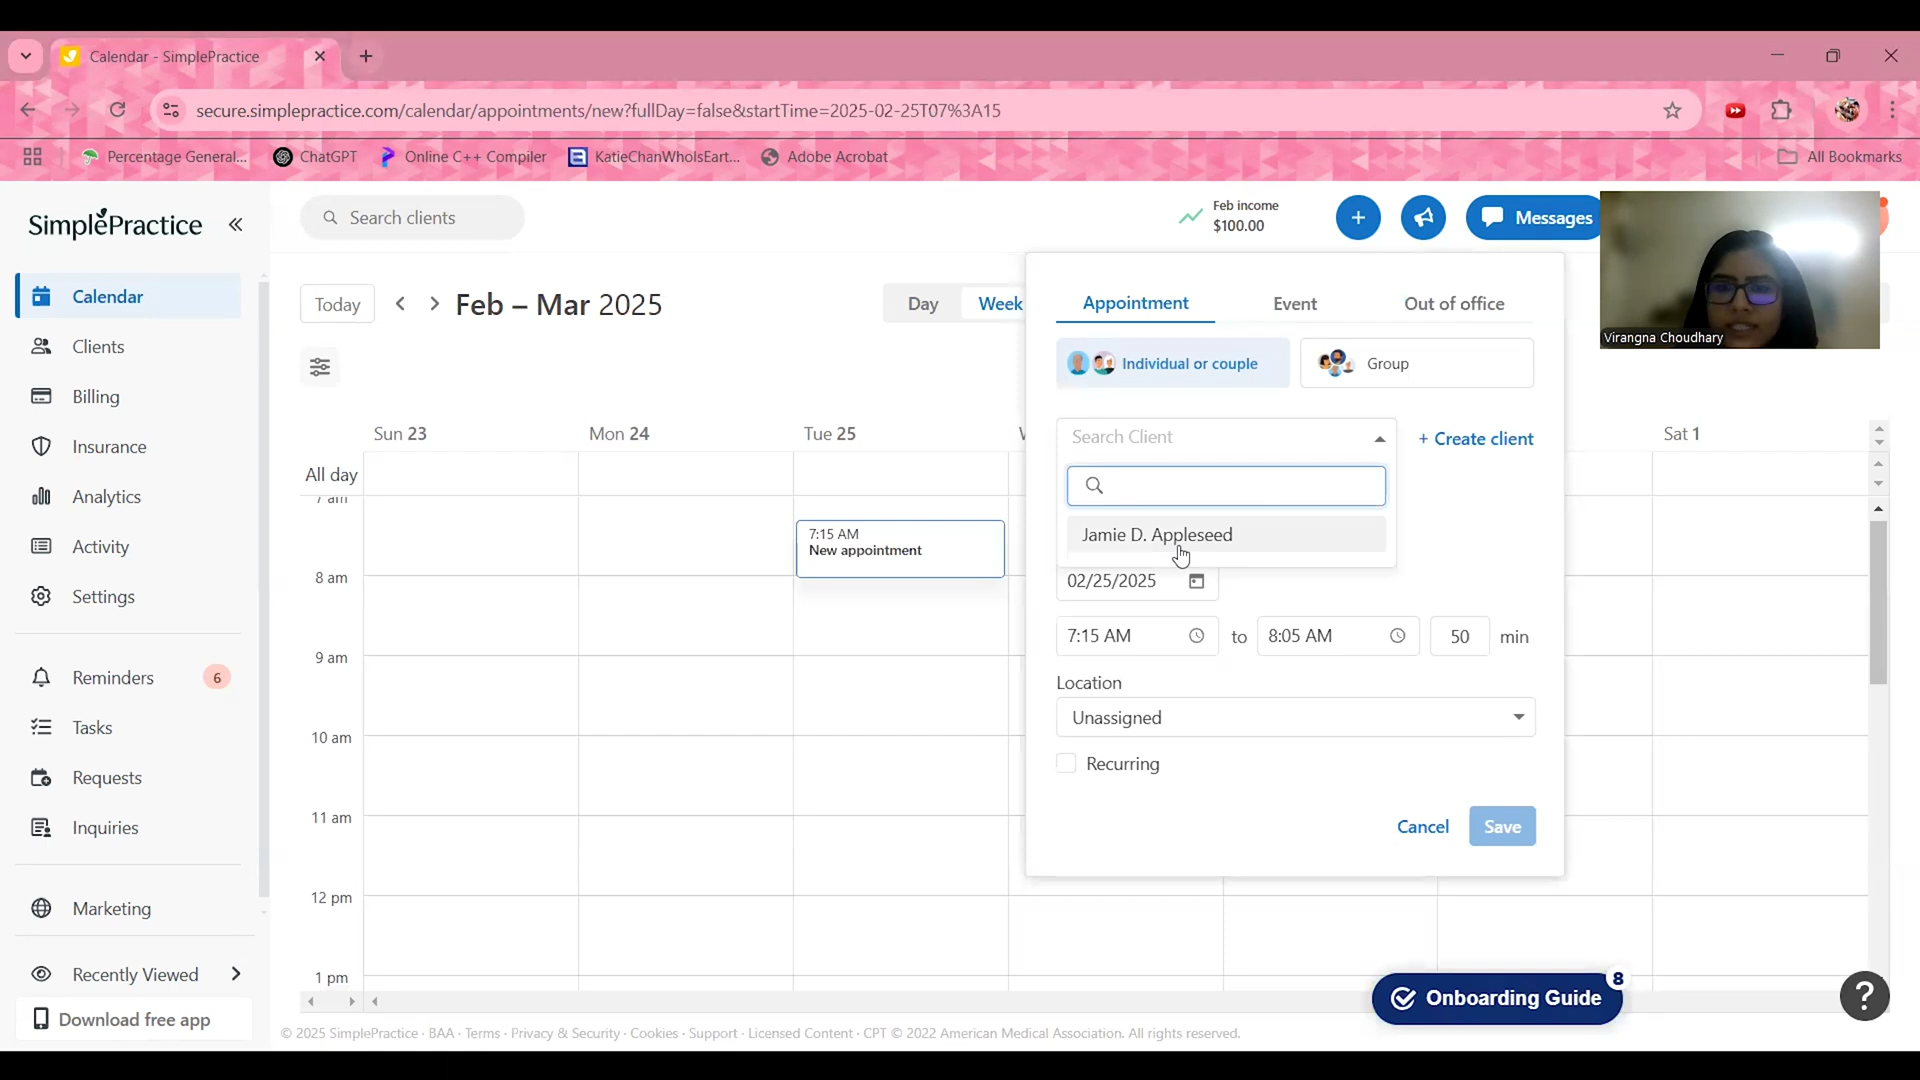 Calendar - SimplePractice
secure.simplepractice.com/calendar/appointments/new?fullDay=false&startTime=2025-02-25T07%3A15
Percentage General...
ChatGPT
Online C++ Compiler
KatieChanWhoIsEart...
Adobe Acrobat
All Bookmarks
SimplePractice
Search clients
Feb income
$100.00
Messages
Virangna Choudhary
Calendar
Clients
Billing
Insurance
Analytics
Activity
Settings
Reminders 6
Tasks
Requests
Inquiries
Marketing
Recently Viewed
Download free app
Today
Feb – Mar 2025
Day
Week
Sun 23
Mon 24
Tue 25
Sat 1
All day
7 am
8 am
9 am
10 am
11 am
12 pm
1 pm
7:15 AM
New appointment
Appointment
Event
Out of office
Individual or couple
Group
Search Client
+ Create client
Jamie D. Appleseed
02/25/2025
7:15 AM to 8:05 AM 50 min
Location
Unassigned
Recurring
Cancel
Save
Onboarding Guide
8
?
© 2025 SimplePractice · BAA · Terms · Privacy & Security · Cookies · Support · Licensed Content · CPT © 2022 American Medical Association. All rights reserved.